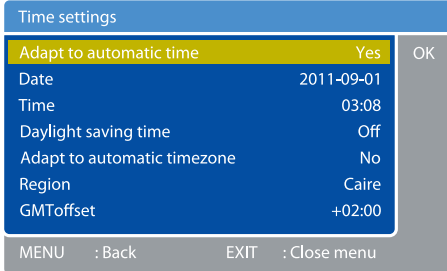 Time settings
Adapt to automatic time Yes OK
Date 2011-09-01
Time 03:08
Daylight saving time Off
Adapt to automatic timezone No
Region Caire
GMToffset +02:00
MENU : Back EXIT : Close menu